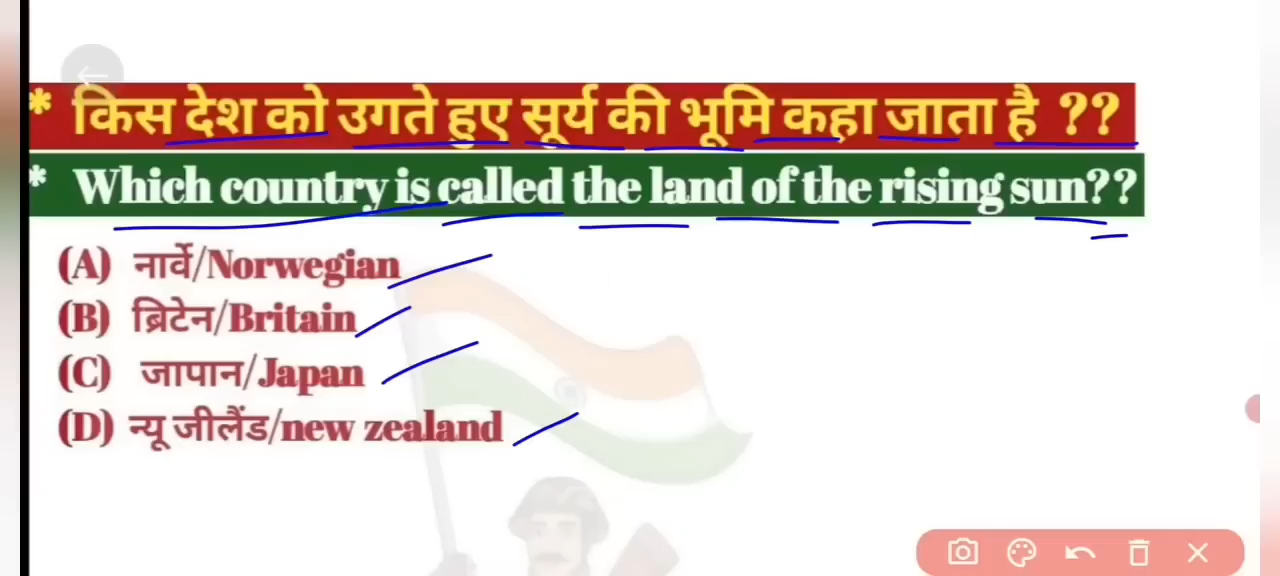 * किस देश को उगते हुए सूर्य की भूमि कहा जाता है ??
* Which country is called the land of the rising sun??
(A) नार्वे/Norwegian
(B) ब्रिटेन/Britain
(C) जापान/Japan
(D) न्यू जीलैंड/new zealand